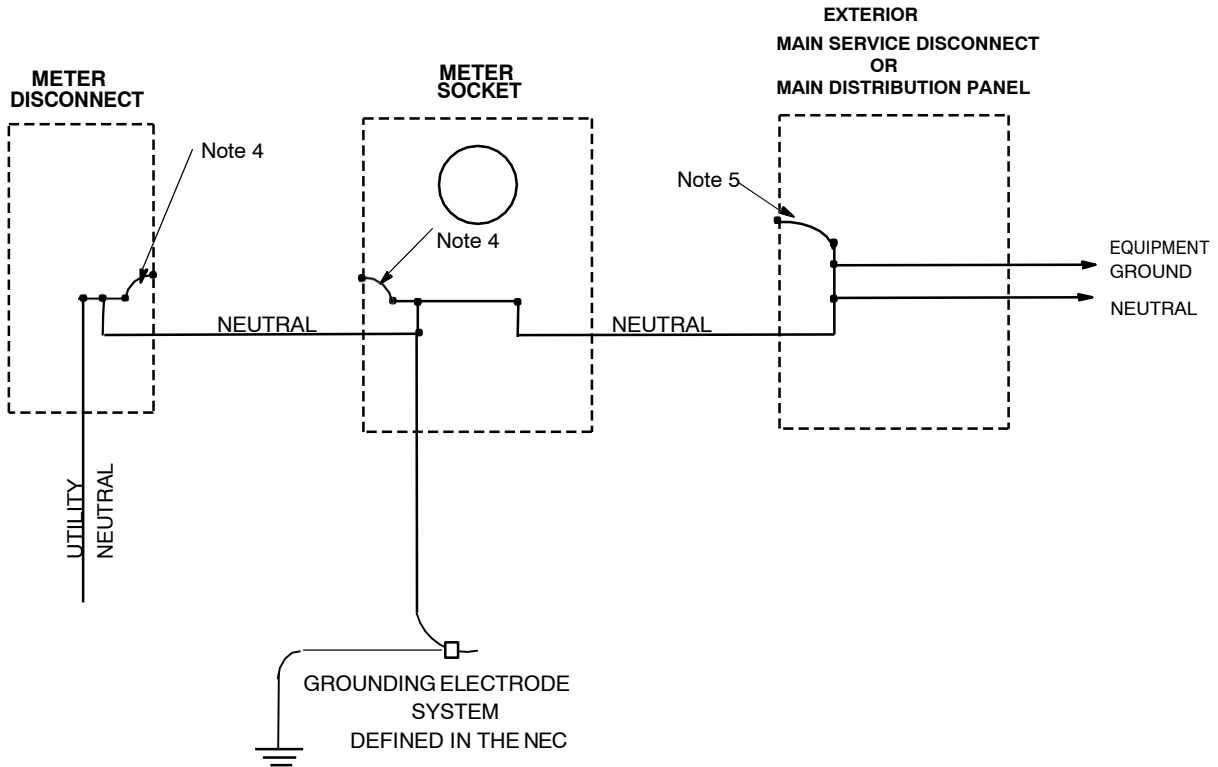 EXTERIOR
MAIN SERVICE DISCONNECT
OR
MAIN DISTRIBUTION PANEL
METER
DISCONNECT
METER
SOCKET
Note 4
Note 4
Note 5
EQUIPMENT
GROUND
NEUTRAL
NEUTRAL
NEUTRAL
UTILITY
NEUTRAL
GROUNDING ELECTRODE
SYSTEM
DEFINED IN THE NEC